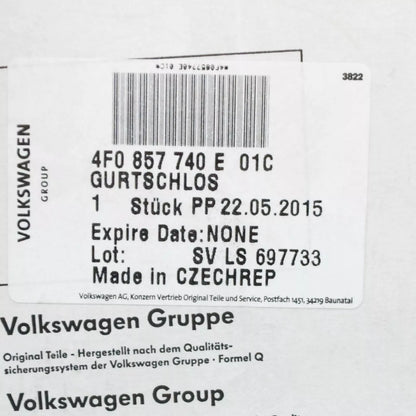 *4F0857740E 01C*
3822
VOLKSWAGEN
GROUP
4F0 857 740 E 01C
GURTSCHLOS
1 Stück PP 22.05.2015
Expire Date:NONE
Lot: SV LS 697733
Made in CZECHREP
Volkswagen AG, Konzern Vertrieb Original Teile und Service, Postfach 1451, 34219 Baunatal
Volkswagen Gruppe
Original Teile - Hergestellt nach dem Qualitäts-
sicherungssystem der Volkswagen Gruppe · Formel Q
Volkswagen Group